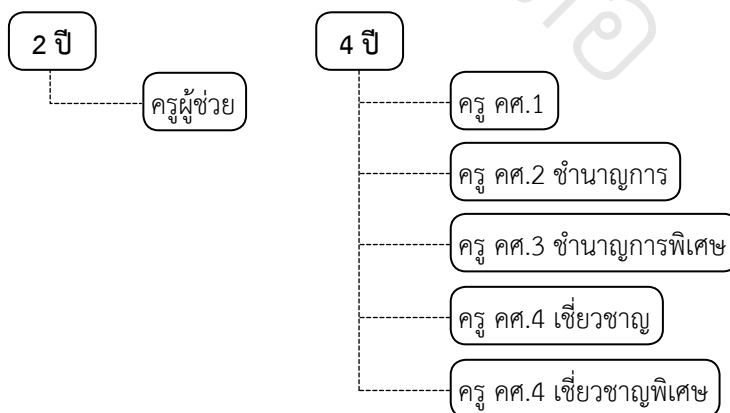 2 ปี
ครูผู้ช่วย
4 ปี
ครู คศ.1
ครู คศ.2 ชำนาญการ
ครู คศ.3 ชำนาญการพิเศษ
ครู คศ.4 เชี่ยวชาญ
ครู คศ.4 เชี่ยวชาญพิเศษ